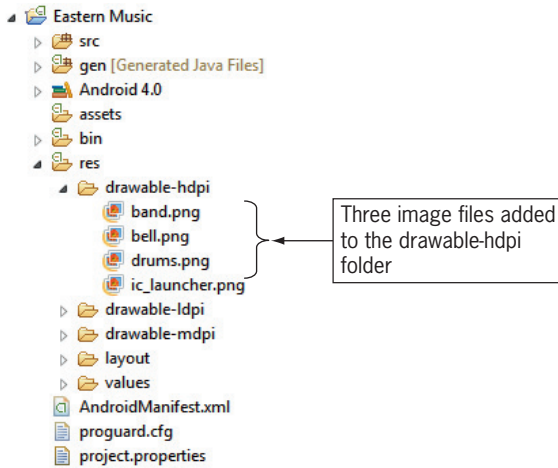 Eastern Music
src
gen [Generated Java Files]
Android 4.0
assets
bin
res
drawable-hdpi
band.png
bell.png
drums.png
ic_launcher.png
Three image files added
to the drawable-hdpi
folder
drawable-ldpi
drawable-mdpi
layout
values
AndroidManifest.xml
proguard.cfg
project.properties